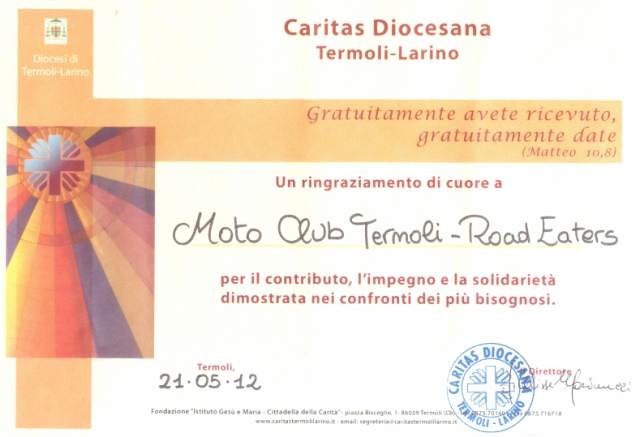 Diocesi di
Termoli-Larino
Caritas Diocesana
Termoli-Larino
Gratuitamente avete ricevuto,
gratuitamente date
(Matteo 10,8)
Un ringraziamento di cuore a
Moto Club Termoli - Road Eaters
per il contributo, l'impegno e la solidarietà
dimostrata nei confronti dei più bisognosi.
Termoli,
21.05.12
Direttore
CARITAS DIOCESANA
TERMOLI - LARINO
Fondazione "Istituto Gesù e Maria - Cittadella della Carità" - piazza Bisceglie, 1 - 86039 Termoli 0875.716718
www.caritastermolilarino.it - email: segreteria@caritastermolilarino.it